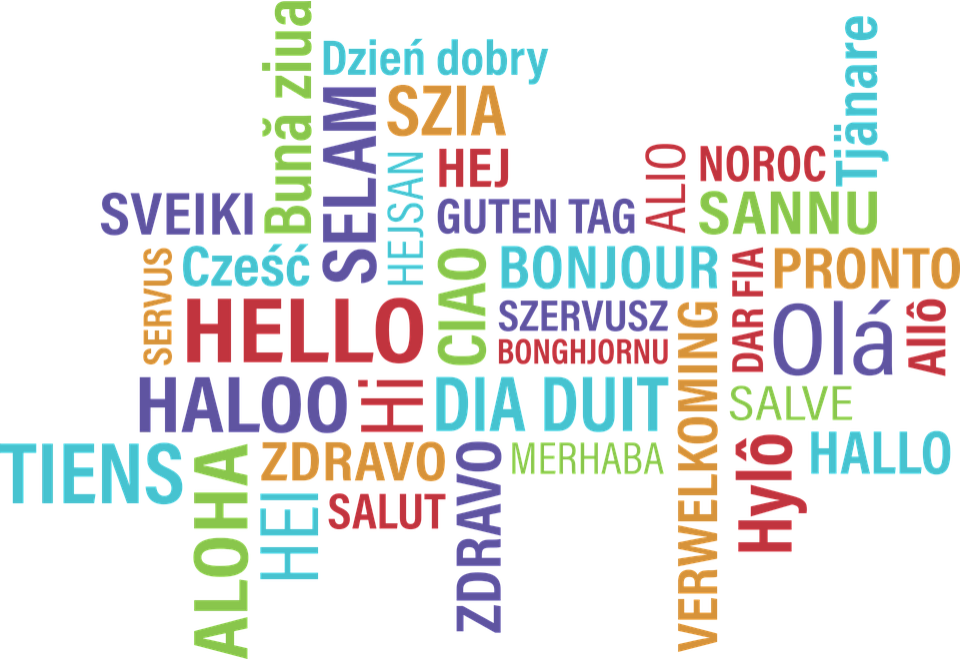 Bună ziua
Dzień dobry
Tjänare
SELAM
SZIA
HEJ
HEJSAN
ALIO
NOROC
SVEIKI
GUTEN TAG
SANNU
SERVUS
Cześć
CIAO
BONJOUR
DAR FIA
PRONTO
HELLO
SZERVUSZ
BONGHJORNU
VERWELKOMING
Olá
Allô
HALOO
Hi
DIA DUIT
SALVE
TIENS
ALOHA
ZDRAVO
ZDRAVO
MERHABA
Hylô
HALLO
HEI
SALUT